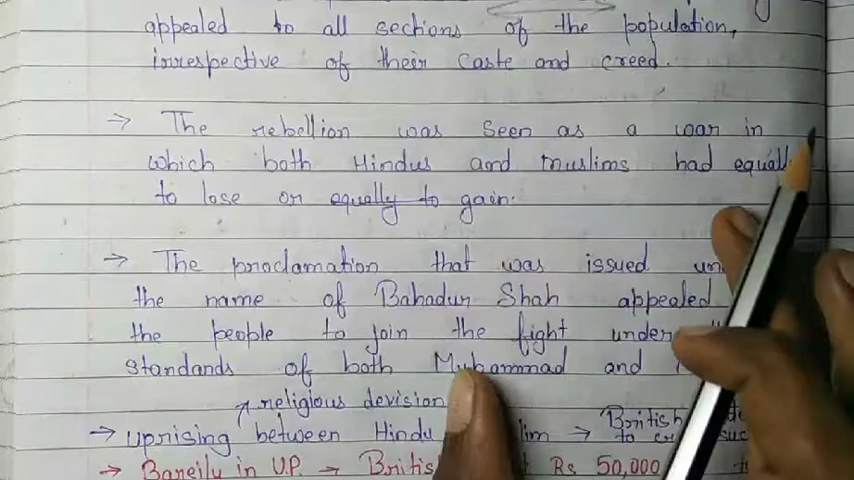 appealed to all sections of the population,
irrespective of their caste and creed.
→ The rebellion was seen as a war in
which both Hindus and muslims had equally
to lose or equally to gain.
→ The proclamation that was issued
the name of Bahadur Shah appealed
the people to join the fight under
standards of both Muhammad and
religious devision
→ uprising between Hindu → British
→ Bareily in U.P. → Rs 50,000